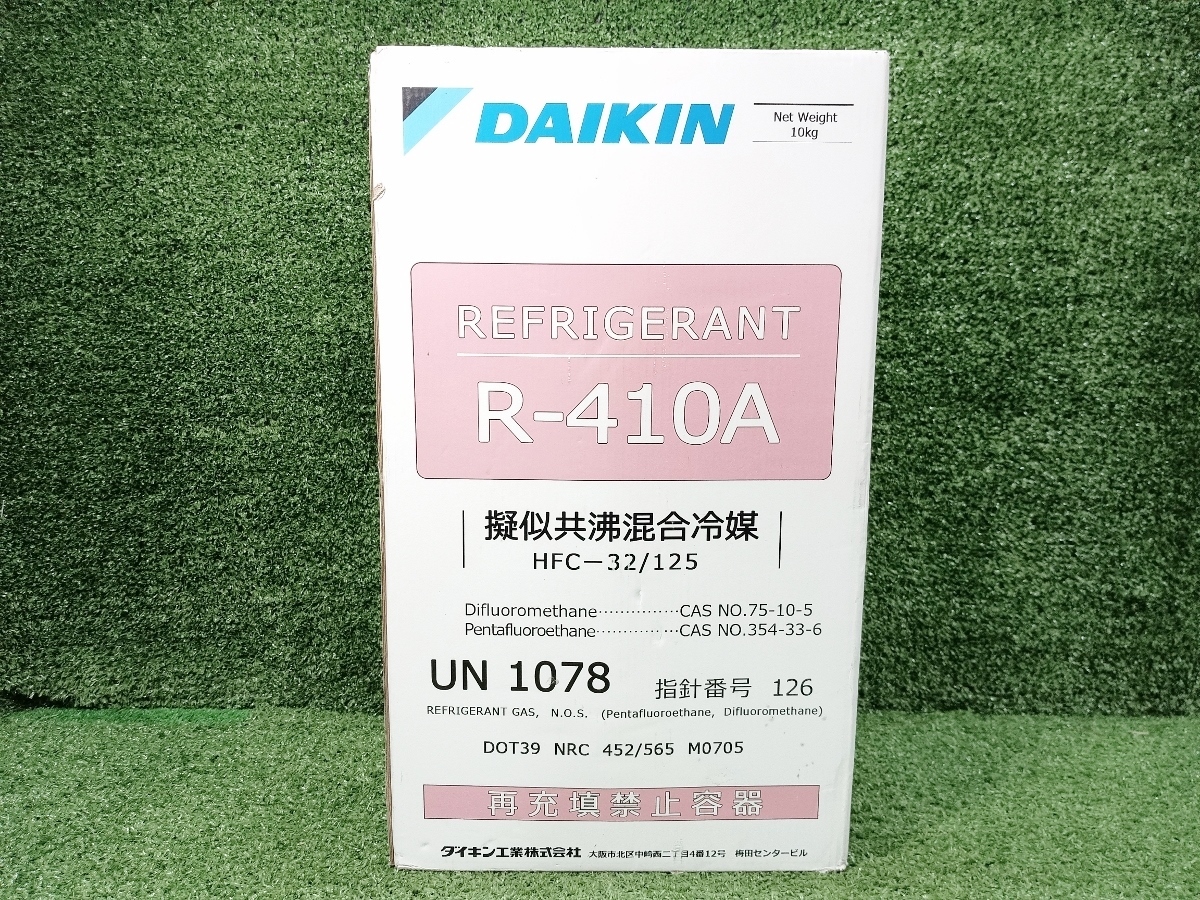 DAIKIN
Net Weight
10kg
REFRIGERANT
R-410A
擬似共沸混合冷媒
HFC-32/125
Difluoromethane···············CAS NO.75-10-5
Pentafluoroethane···············CAS NO.354-33-6
UN 1078 指針番号 126
REFRIGERANT GAS, N.O.S. (Pentafluoroethane, Difluoromethane)
DOT39 NRC 452/565 M0705
再充填禁止容器
ダイキン工業株式会社 大阪市北区中崎西二丁目4番12号 梅田センタービル